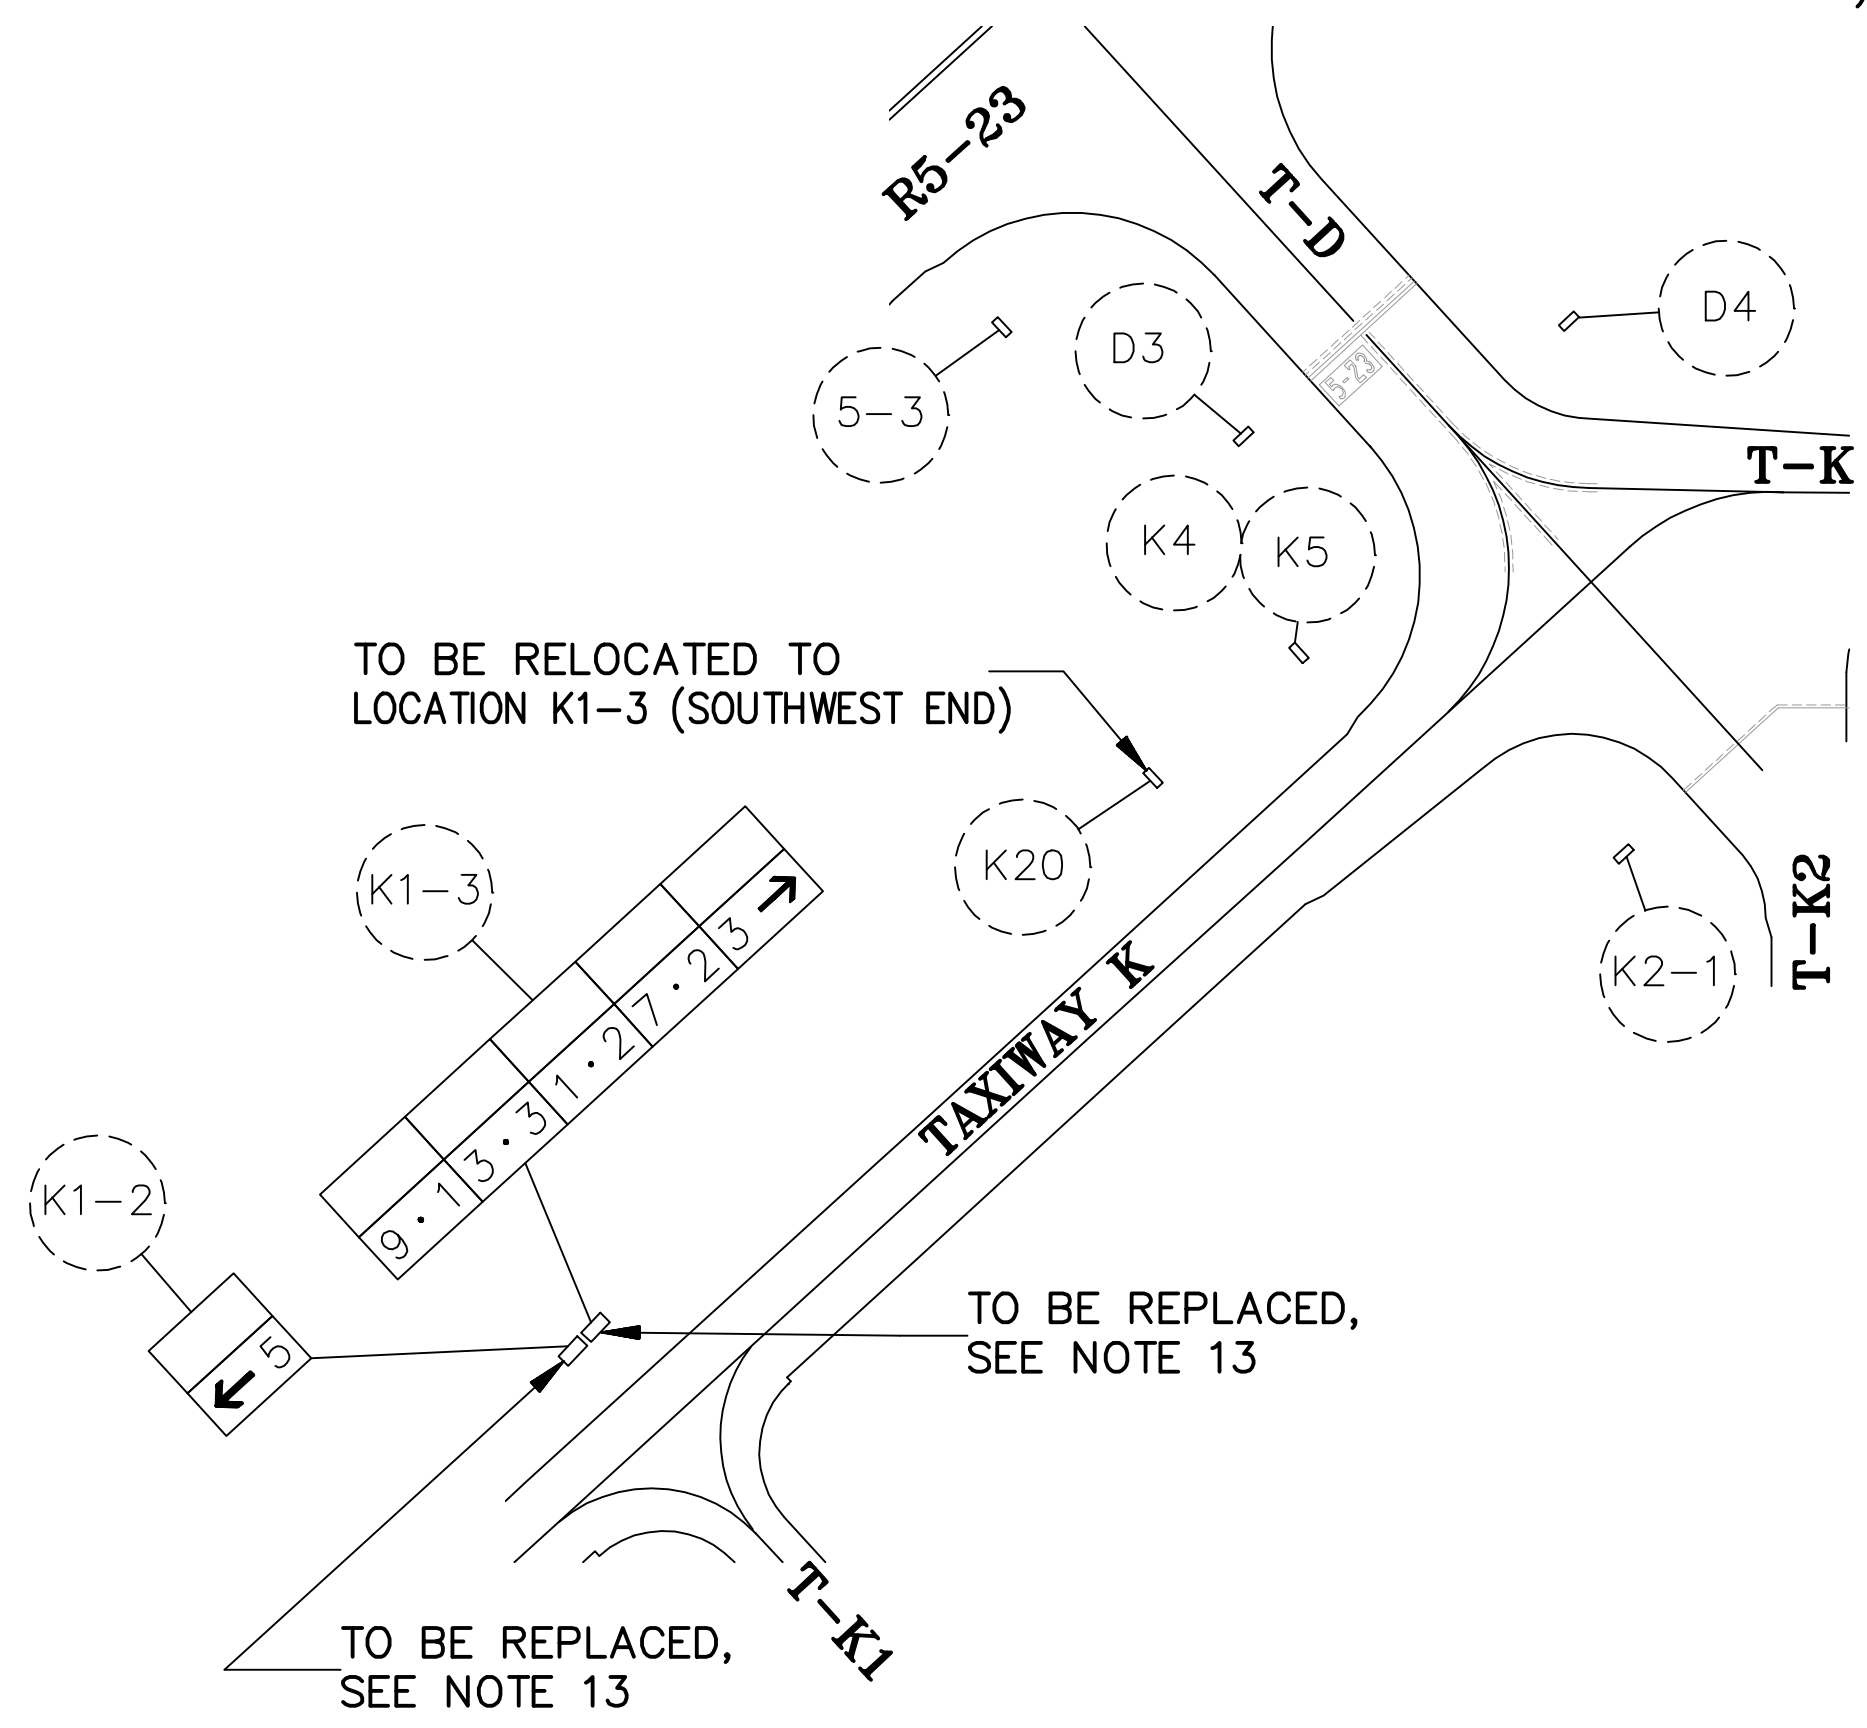 R5-23
T-D
D4
D3
5-3
5-23
T-K
K4
K5
TO BE RELOCATED TO
LOCATION K1-3 (SOUTHWEST END)
K1-3
K20
T-K2
K2-1
9·1 3·3 1·2 7·2 3 →
TAXIWAY K
K1-2
← 5
TO BE REPLACED,
SEE NOTE 13
T-K1
TO BE REPLACED,
SEE NOTE 13